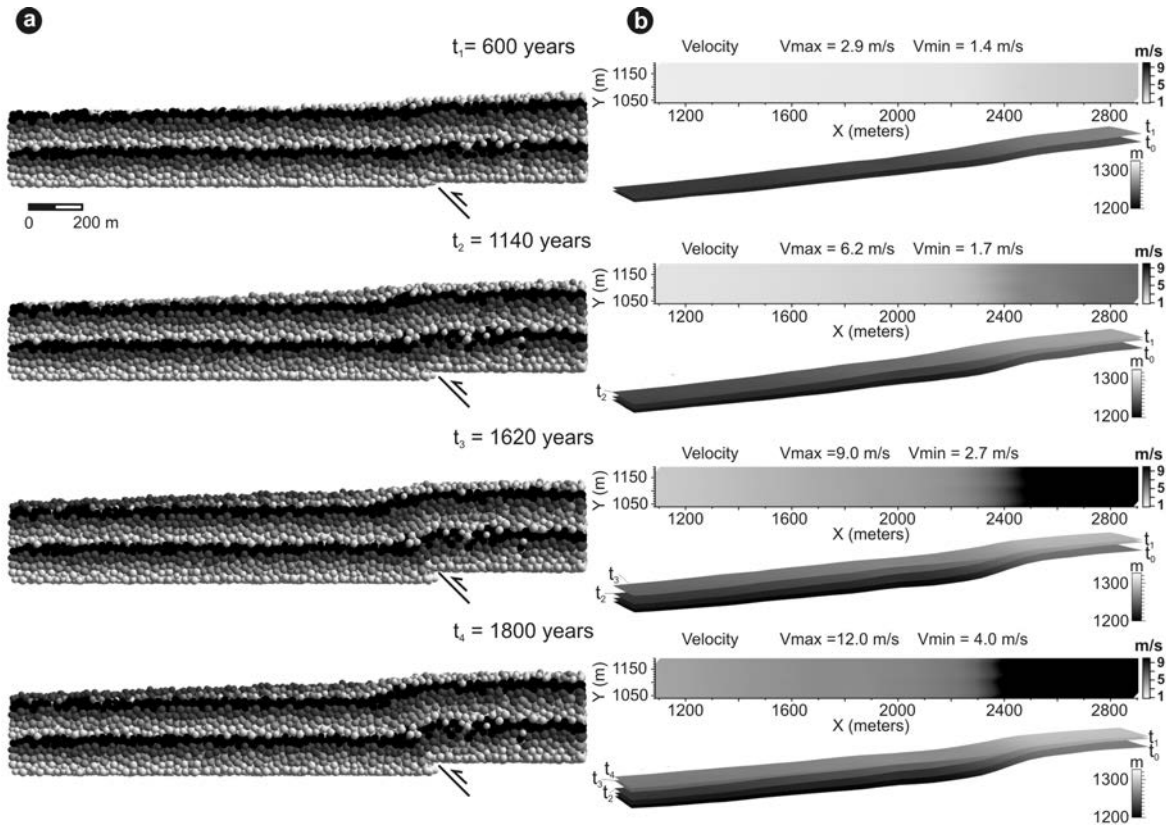 a
t1= 600 years
0 200 m
t2 = 1140 years
t3 = 1620 years
t4 = 1800 years
b
Velocity Vmax = 2.9 m/s Vmin = 1.4 m/s
m/s
Y (m)
1150
1050
9
5
1
1200 1600 2000 2400 2800
X (meters)
t1
t0
m
1300
1200
Velocity Vmax = 6.2 m/s Vmin = 1.7 m/s
m/s
Y (m)
1150
1050
9
5
1
1200 1600 2000 2400 2800
X (meters)
t1
t0
t2
m
1300
1200
Velocity Vmax =9.0 m/s Vmin = 2.7 m/s
m/s
Y (m)
1150
1050
9
5
1
1200 1600 2000 2400 2800
X (meters)
t1
t0
t3
t2
m
1300
1200
Velocity Vmax =12.0 m/s Vmin = 4.0 m/s
m/s
Y (m)
1150
1050
9
5
1
1200 1600 2000 2400 2800
X (meters)
t1
t0
t4
t3
t2
m
1300
1200